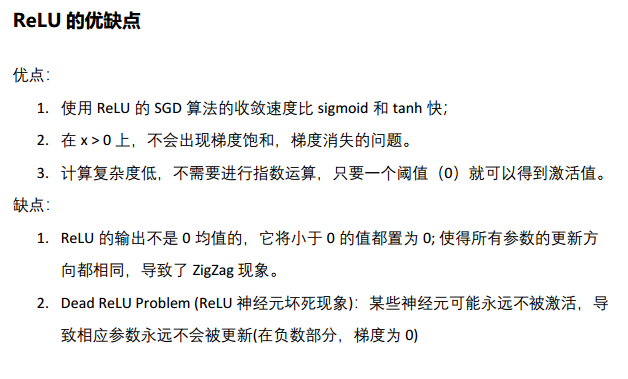 ReLU 的优缺点
优点：
1. 使用 ReLU 的 SGD 算法的收敛速度比 sigmoid 和 tanh 快；
2. 在 x > 0 上，不会出现梯度饱和，梯度消失的问题。
3. 计算复杂度低，不需要进行指数运算，只要一个阈值（0）就可以得到激活值。
缺点：
1. ReLU 的输出不是 0 均值的，它将小于 0 的值都置为 0; 使得所有参数的更新方
向都相同，导致了 ZigZag 现象。
2. Dead ReLU Problem (ReLU 神经元坏死现象)：某些神经元可能永远不被激活，导
致相应参数永远不会被更新(在负数部分，梯度为 0)